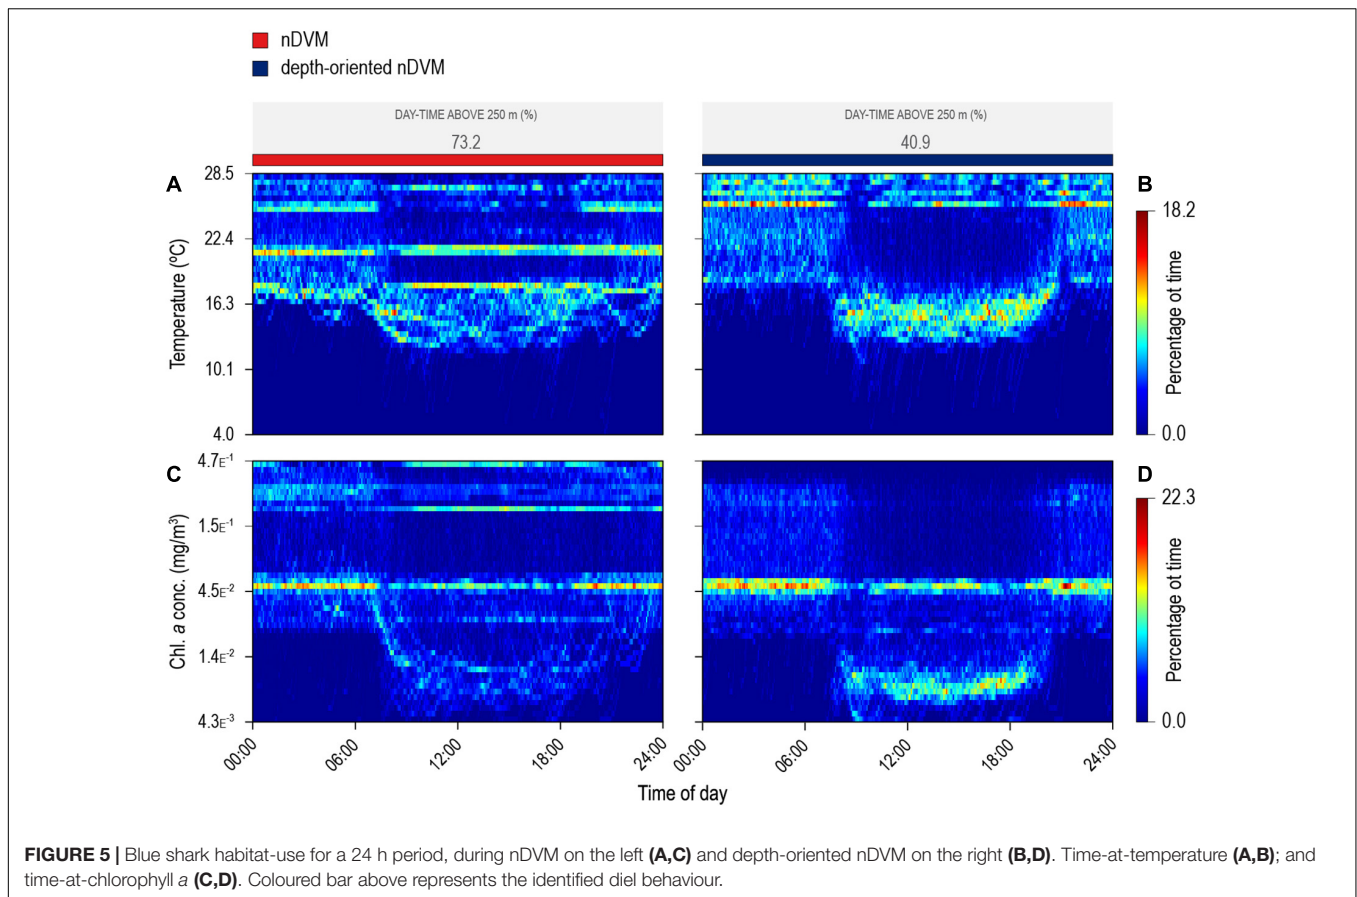 nDVM
depth-oriented nDVM
DAY-TIME ABOVE 250 m (%)
73.2
DAY-TIME ABOVE 250 m (%)
40.9
A
28.5
22.4
16.3
10.1
4.0
Temperature (ºC)
B
18.2
0.0
Percentage ot time
C
4.7E⁻¹
1.5E⁻¹
4.5E⁻²
1.4E⁻²
4.3E⁻³
Chl. a conc. (mg/m³)
D
22.3
0.0
Percentage ot time
00:00 06:00 12:00 18:00 24:00
00:00 06:00 12:00 18:00 24:00
Time of day
FIGURE 5 | Blue shark habitat-use for a 24 h period, during nDVM on the left (A,C) and depth-oriented nDVM on the right (B,D). Time-at-temperature (A,B); and
time-at-chlorophyll a (C,D). Coloured bar above represents the identified diel behaviour.